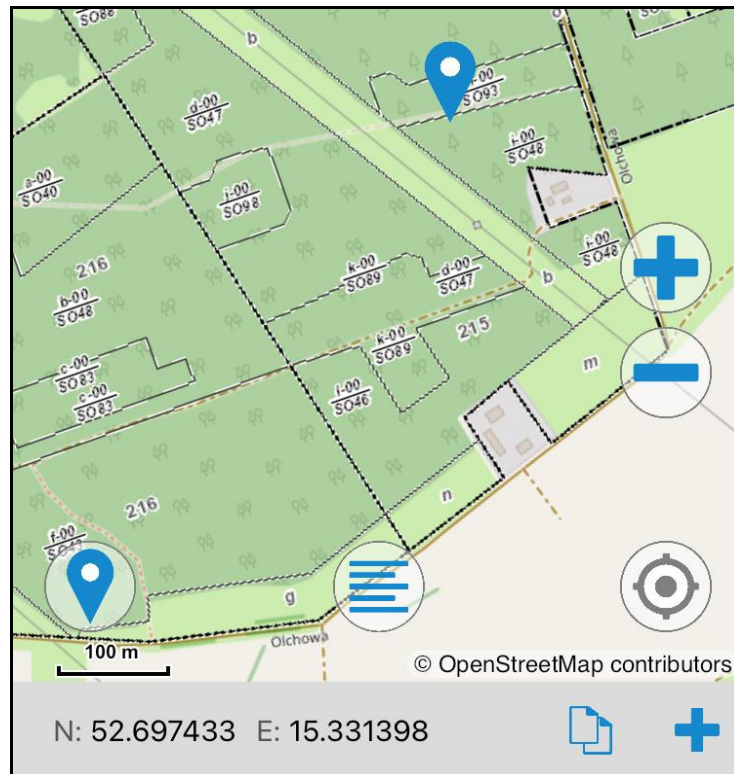 SO88
b
d-00
SO47
SO93
i-00
SO48
Olchowa
a-00
SO40
j-00
SO98
216
k-00
SO89
d-00
SO47
i-00
SO48
b
b-00
SO48
215
k-00
SO89
c-00
SO83
c-00
SO83
m
i-00
SO46
216
n
f-00
g
Olchowa
100 m
© OpenStreetMap contributors
N: 52.697433 E: 15.331398